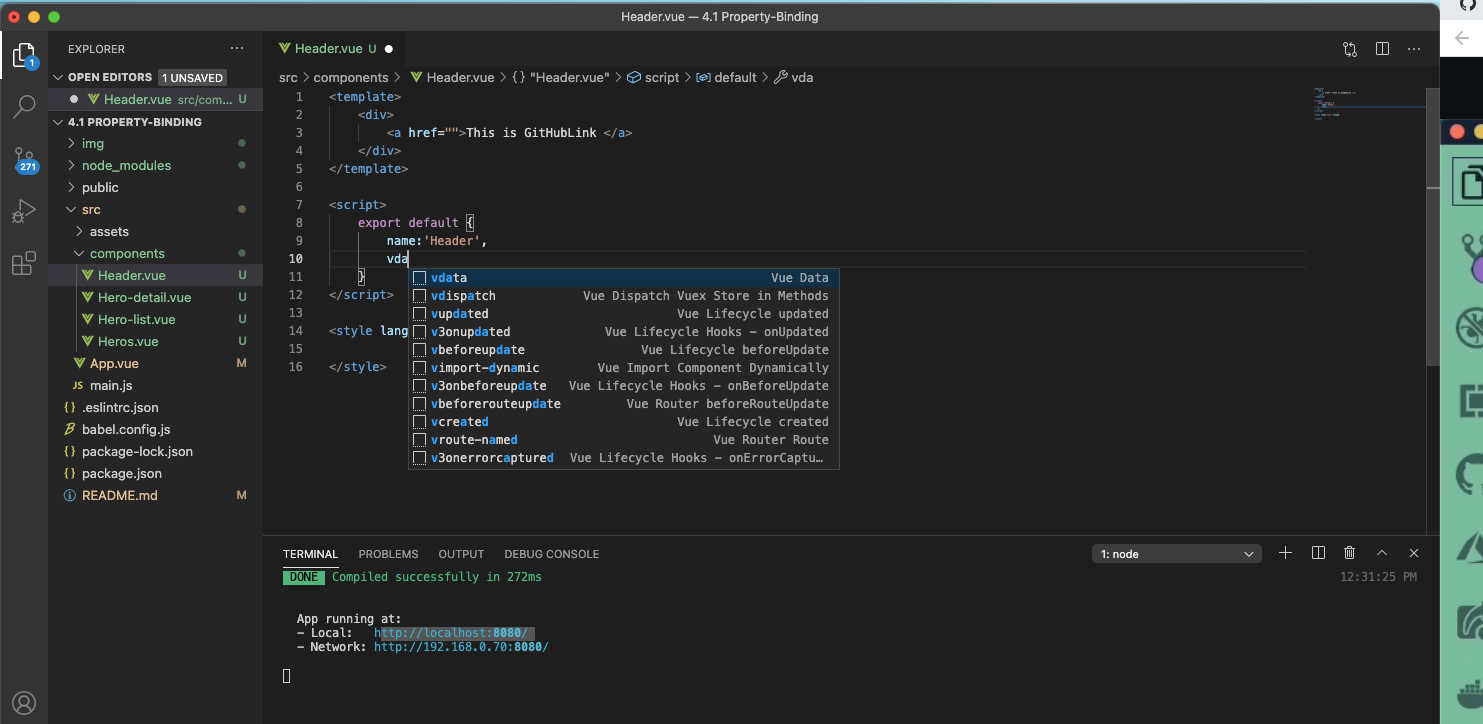 Header.vue — 4.1 Property-Binding
EXPLORER
OPEN EDITORS 1 UNSAVED
Header.vue src/com... U
4.1 PROPERTY-BINDING
img
node_modules
public
src
assets
components
Header.vue U
Hero-detail.vue U
Hero-list.vue U
Heros.vue U
App.vue M
JS main.js
{} .eslintrc.json
babel.config.js
{} package-lock.json
{} package.json
README.md M
1
271
Header.vue U
src > components > Header.vue > {} "Header.vue" > script > default > vda
1 <template>
2 <div>
3 <a href="">This is GitHubLink </a>
4 </div>
5 </template>
6
7 <script>
8 export default {
9 name:'Header',
10 vda
11 }
12 </script>
13
14 <style lang
15
16 </style>
vdata Vue Data
vdispatch Vue Dispatch Vuex Store in Methods
vupdated Vue Lifecycle updated
v3onupdated Vue Lifecycle Hooks – onUpdated
vbeforeupdate Vue Lifecycle beforeUpdate
vimport-dynamic Vue Import Component Dynamically
v3onbeforeupdate Vue Lifecycle Hooks – onBeforeUpdate
vbeforerouteupdate Vue Router beforeRouteUpdate
vcreated Vue Lifecycle created
vroute-named Vue Router Route
v3onerrorcaptured Vue Lifecycle Hooks – onErrorCaptu…
TERMINAL PROBLEMS OUTPUT DEBUG CONSOLE
1: node
DONE Compiled successfully in 272ms 12:31:25 PM
App running at:
- Local: http://localhost:8080/
- Network: http://192.168.0.70:8080/